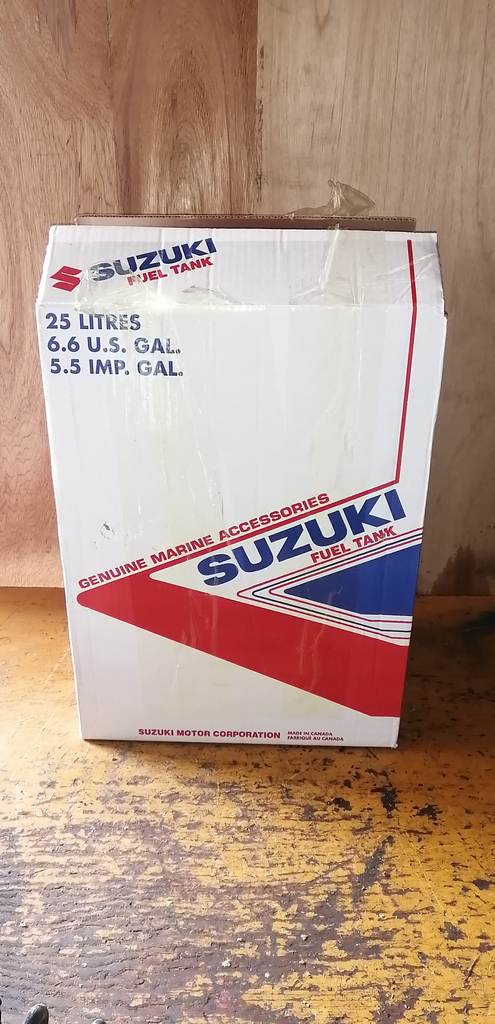 SUZUKI
FUEL TANK
25 LITRES
6.6 U.S. GAL.
5.5 IMP. GAL.
GENUINE MARINE ACCESSORIES
SUZUKI
FUEL TANK
SUZUKI MOTOR CORPORATION
MADE IN CANADA
FABRIQUÉ AU CANADA